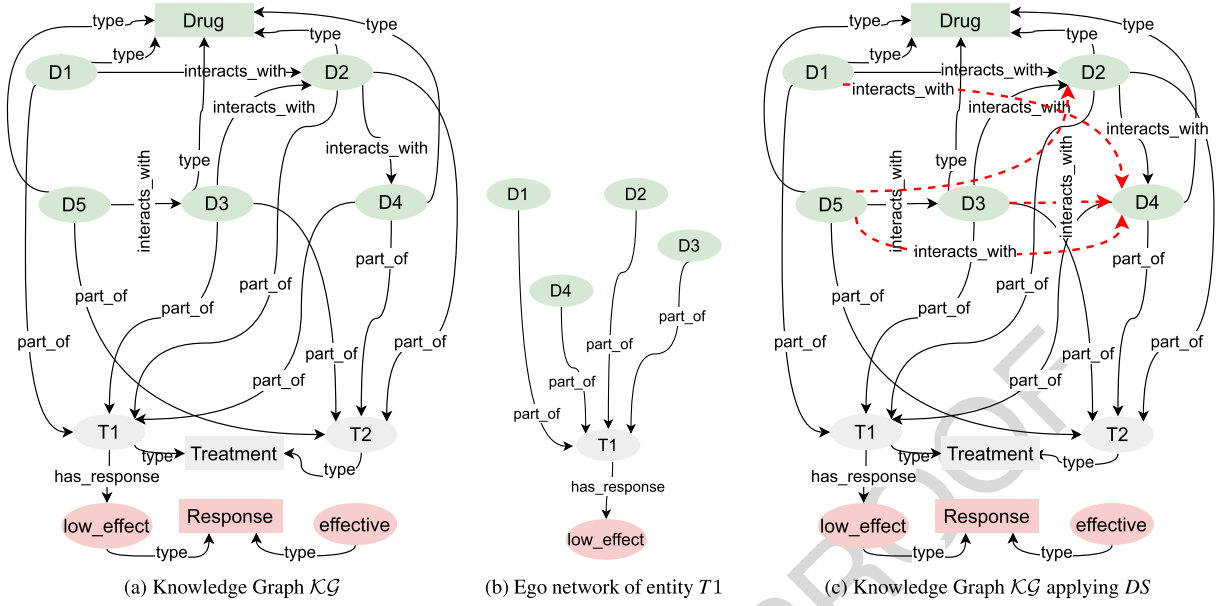 Drug
type
type
type
type
type
D1
interacts_with
D2
interacts_with
interacts_with
D5
interacts_with
D3
D4
part_of
part_of
part_of
part_of
part_of
part_of
part_of
T1
T2
type
Treatment
type
has_response
low_effect
Response
effective
type
type
(a) Knowledge Graph KG
D1
D2
D3
D4
part_of
part_of
part_of
part_of
T1
has_response
low_effect
(b) Ego network of entity T1
Drug
type
type
type
type
type
D1
interacts_with
D2
interacts_with
interacts_with
interacts_with
D5
interacts_with
D3
interacts_with
D4
interacts_with
part_of
part_of
part_of
part_of
part_of
part_of
part_of
T1
T2
type
Treatment
type
has_response
low_effect
Response
effective
type
type
(c) Knowledge Graph KG applying DS
PROOF